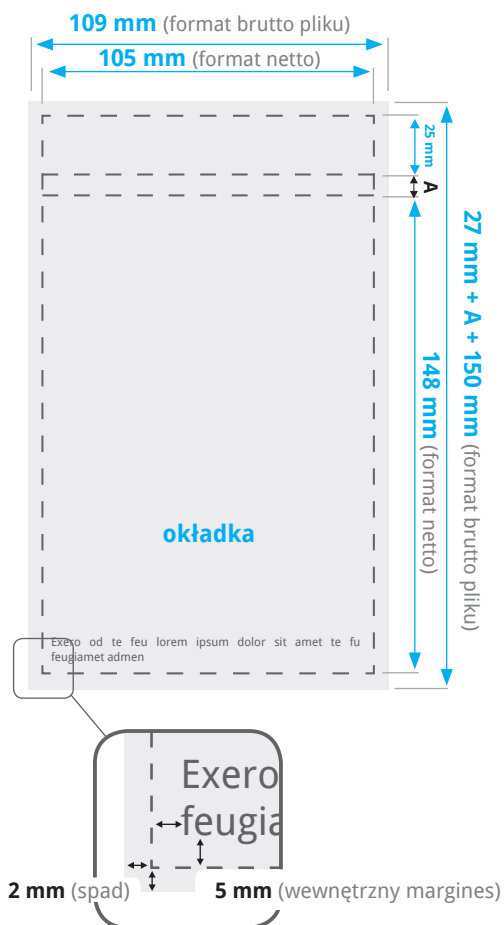 109 mm (format brutto pliku)
105 mm (format netto)
25 mm
A
27 mm + A + 150 mm (format brutto pliku)
148 mm (format netto)
okładka
Exero od te feu lorem ipsum dolor sit amet te fu
feugiamet admen
Exero
feugia
2 mm (spad)
5 mm (wewnętrzny margines)